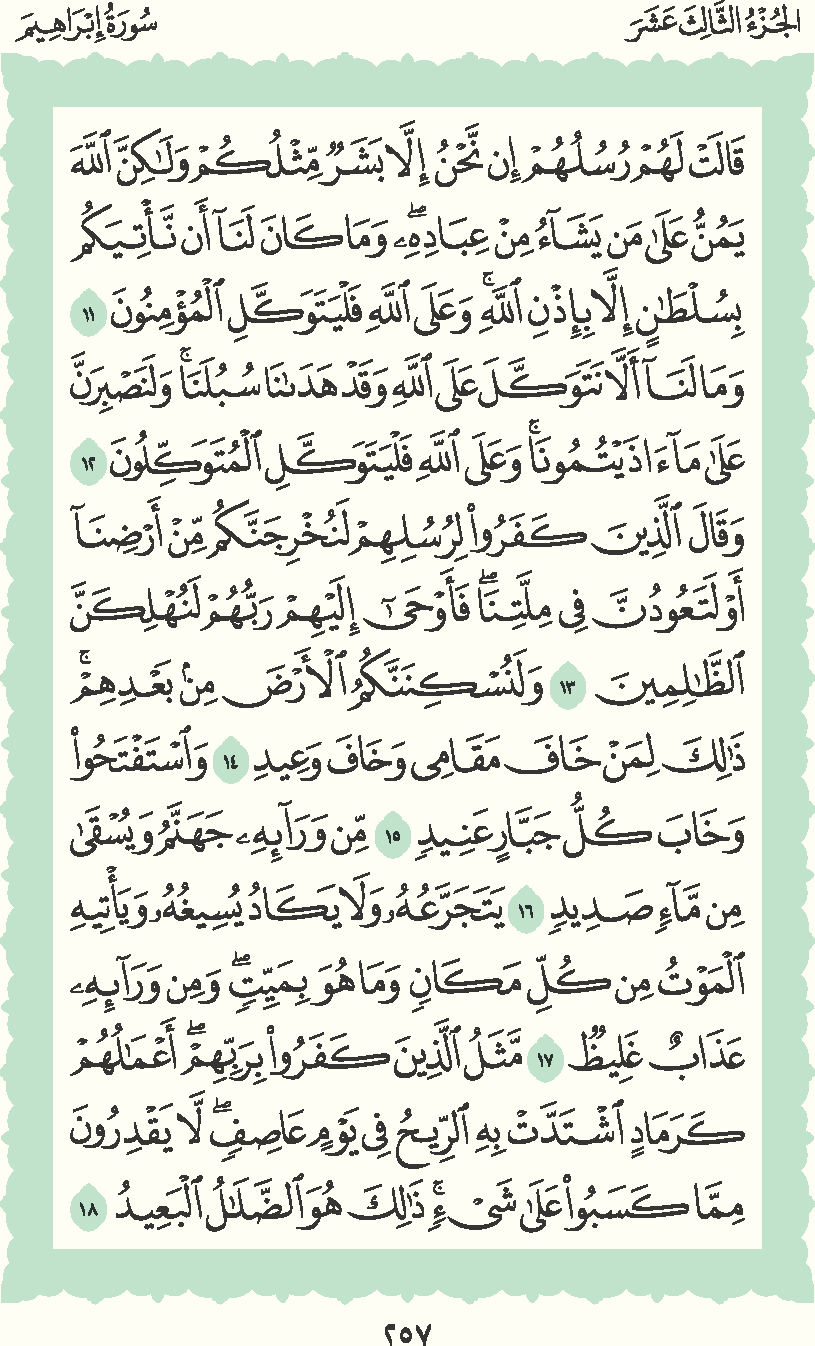 الجُزْءُ الثَّالِثَ عَشَرَ سُورَةُ إِبْرَاهِيمَ
قَالَتْ لَهُمْ رُسُلُهُمْ إِن نَّحْنُ إِلَّا بَشَرٌ مِّثْلُكُمْ وَلَـٰكِنَّ ٱللَّهَ
يَمُنُّ عَلَىٰ مَن يَشَآءُ مِنْ عِبَادِهِۦۖ وَمَا كَانَ لَنَآ أَن نَّأْتِيَكُم
بِسُلْطَـٰنٍ إِلَّا بِإِذْنِ ٱللَّهِۚ وَعَلَى ٱللَّهِ فَلْيَتَوَكَّلِ ٱلْمُؤْمِنُونَ ١١
وَمَا لَنَآ أَلَّا نَتَوَكَّلَ عَلَى ٱللَّهِ وَقَدْ هَدَىٰنَا سُبُلَنَاۚ وَلَنَصْبِرَنَّ
عَلَىٰ مَآ ءَاذَيْتُمُونَاۚ وَعَلَى ٱللَّهِ فَلْيَتَوَكَّلِ ٱلْمُتَوَكِّلُونَ ١٢
وَقَالَ ٱلَّذِينَ كَفَرُوا۟ لِرُسُلِهِمْ لَنُخْرِجَنَّكُم مِّنْ أَرْضِنَآ
أَوْ لَتَعُودُنَّ فِى مِلَّتِنَاۖ فَأَوْحَىٰٓ إِلَيْهِمْ رَبُّهُمْ لَنُهْلِكَنَّ
ٱلظَّـٰلِمِينَ ١٣ وَلَنُسْكِنَنَّكُمُ ٱلْأَرْضَ مِنۢ بَعْدِهِمْۚ
ذَٰلِكَ لِمَنْ خَافَ مَقَامِى وَخَافَ وَعِيدِ ١٤ وَٱسْتَفْتَحُوا۟
وَخَابَ كُلُّ جَبَّارٍ عَنِيدٍ ١٥ مِّن وَرَآئِهِۦ جَهَنَّمُ وَيُسْقَىٰ
مِن مَّآءٍ صَدِيدٍ ١٦ يَتَجَرَّعُهُۥ وَلَا يَكَادُ يُسِيغُهُۥ وَيَأْتِيهِ
ٱلْمَوْتُ مِن كُلِّ مَكَانٍ وَمَا هُوَ بِمَيِّتٍۖ وَمِن وَرَآئِهِۦ
عَذَابٌ غَلِيظٌ ١٧ مَّثَلُ ٱلَّذِينَ كَفَرُوا۟ بِرَبِّهِمْۖ أَعْمَـٰلُهُمْ
كَرَمَادٍ ٱشْتَدَّتْ بِهِ ٱلرِّيحُ فِى يَوْمٍ عَاصِفٍۖ لَّا يَقْدِرُونَ
مِمَّا كَسَبُوا۟ عَلَىٰ شَىْءٍۚ ذَٰلِكَ هُوَ ٱلضَّلَـٰلُ ٱلْبَعِيدُ ١٨
٢٥٧